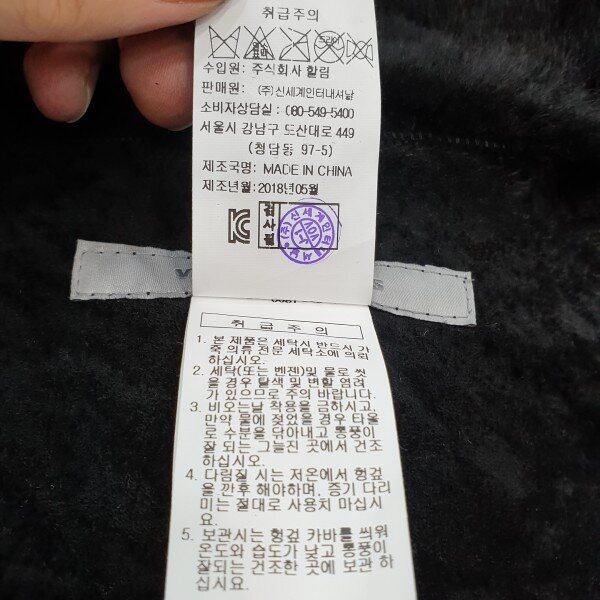 취급주의
드라이
수입원: 주식회사 할림
판매원: (주)신세계인터내셔날
소비자상담실: 080-549-5400
서울시 강남구 도산대로 449
(청담동 97-5)
제조국명: MADE IN CHINA
제조년월: 2018년05월
검사필
취급주의
1. 본 제품은 세탁시 반드시 가
죽 의류 전문 세탁소에 의뢰
하십시오.
2. 세탁(또는 벤젠)및 물로 씻
을 경우 탈색 및 변형 염려
가 있으므로 주의 바랍니다.
3. 비오는날 착용을 금하시고,
만약 물에 젖었을 경우 타올
로 수분을 닦아내고 통풍이
잘 되는 그늘진 곳에서 건조
하십시오.
4. 다림질 시는 저온에서 헝겊
을 깐후 해야하며, 증기 다리
미는 절대로 사용치 마십시
요.
5. 보관시는 헝겊 카바를 씌워
온도와 습도가 낮고 통풍이
잘되는 건조한 곳에 보관 하
십시요.